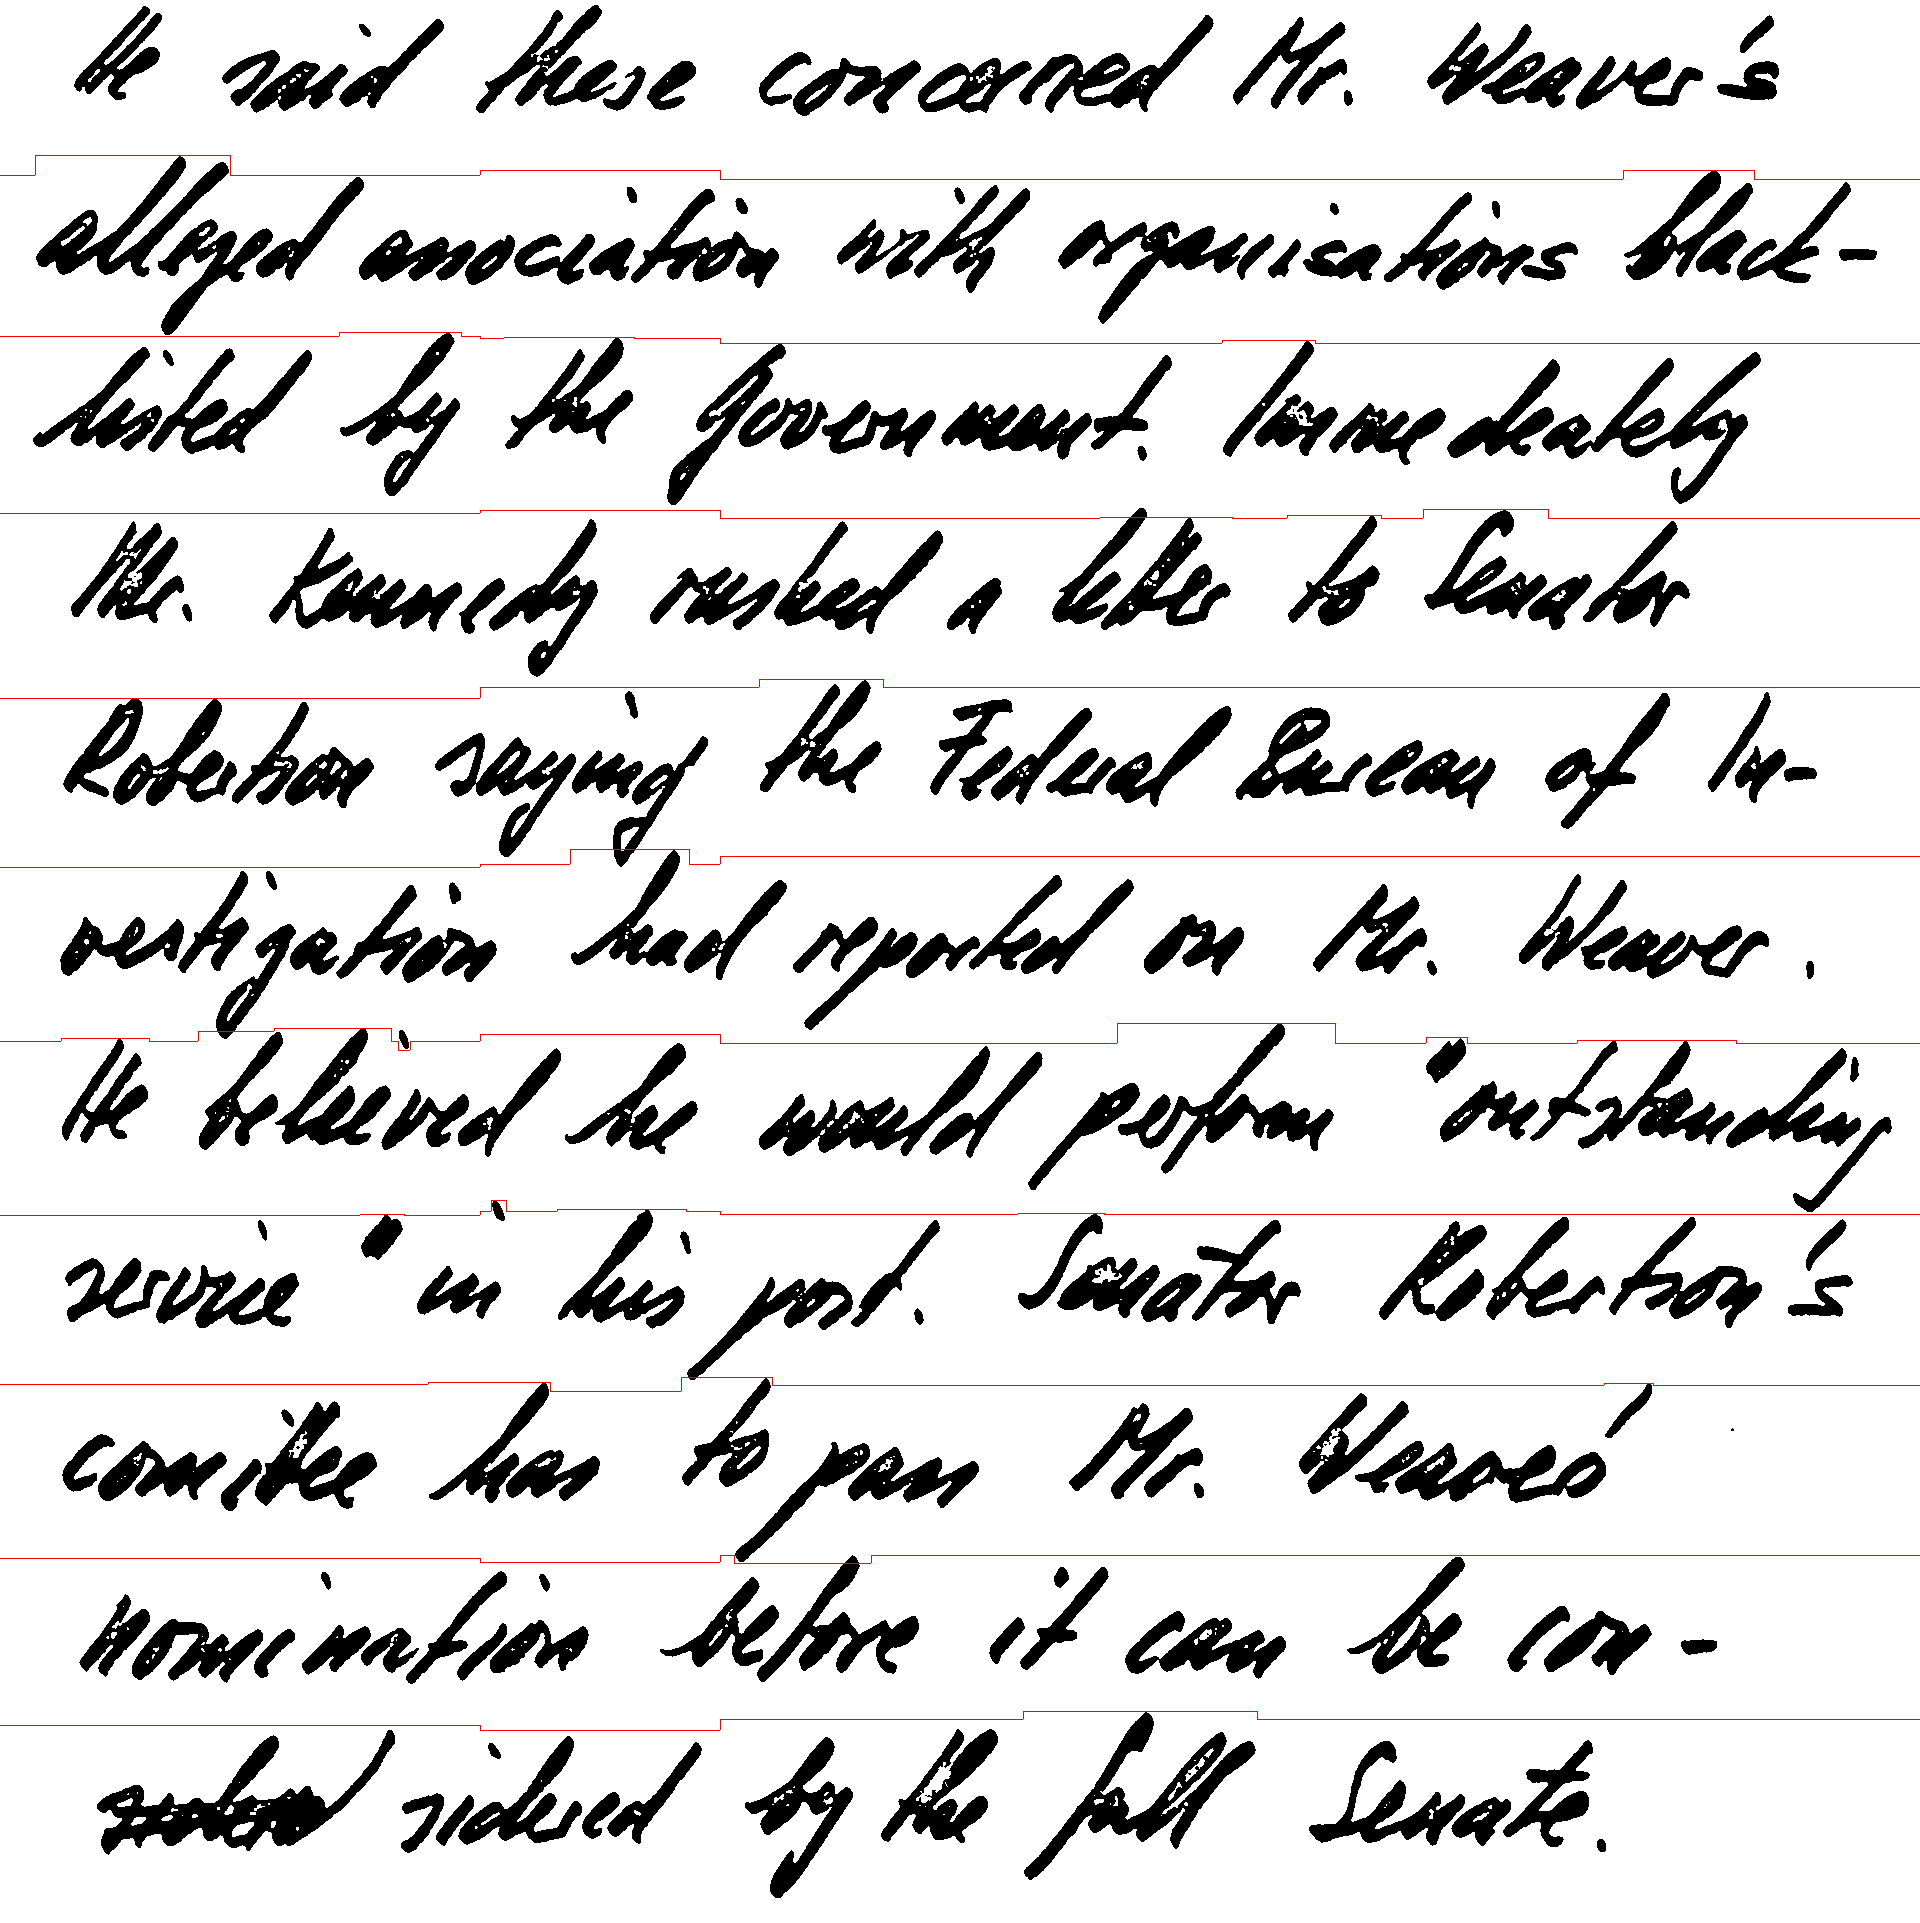 He said these concerned Mr. Weaver's
alleged association with organisations black-
listed by the Government. Immediately
Mr. Kennedy rushed a letter to Senator
Robertson saying the Federal Bureau of In-
vestigation had reported on Mr. Weaver.
He believed he would perform "outstanding
service" in his post. Senator Robertson's
comittee has to pass Mr. Weaver's
nomination before it can be con-
sidered by the full Senate.